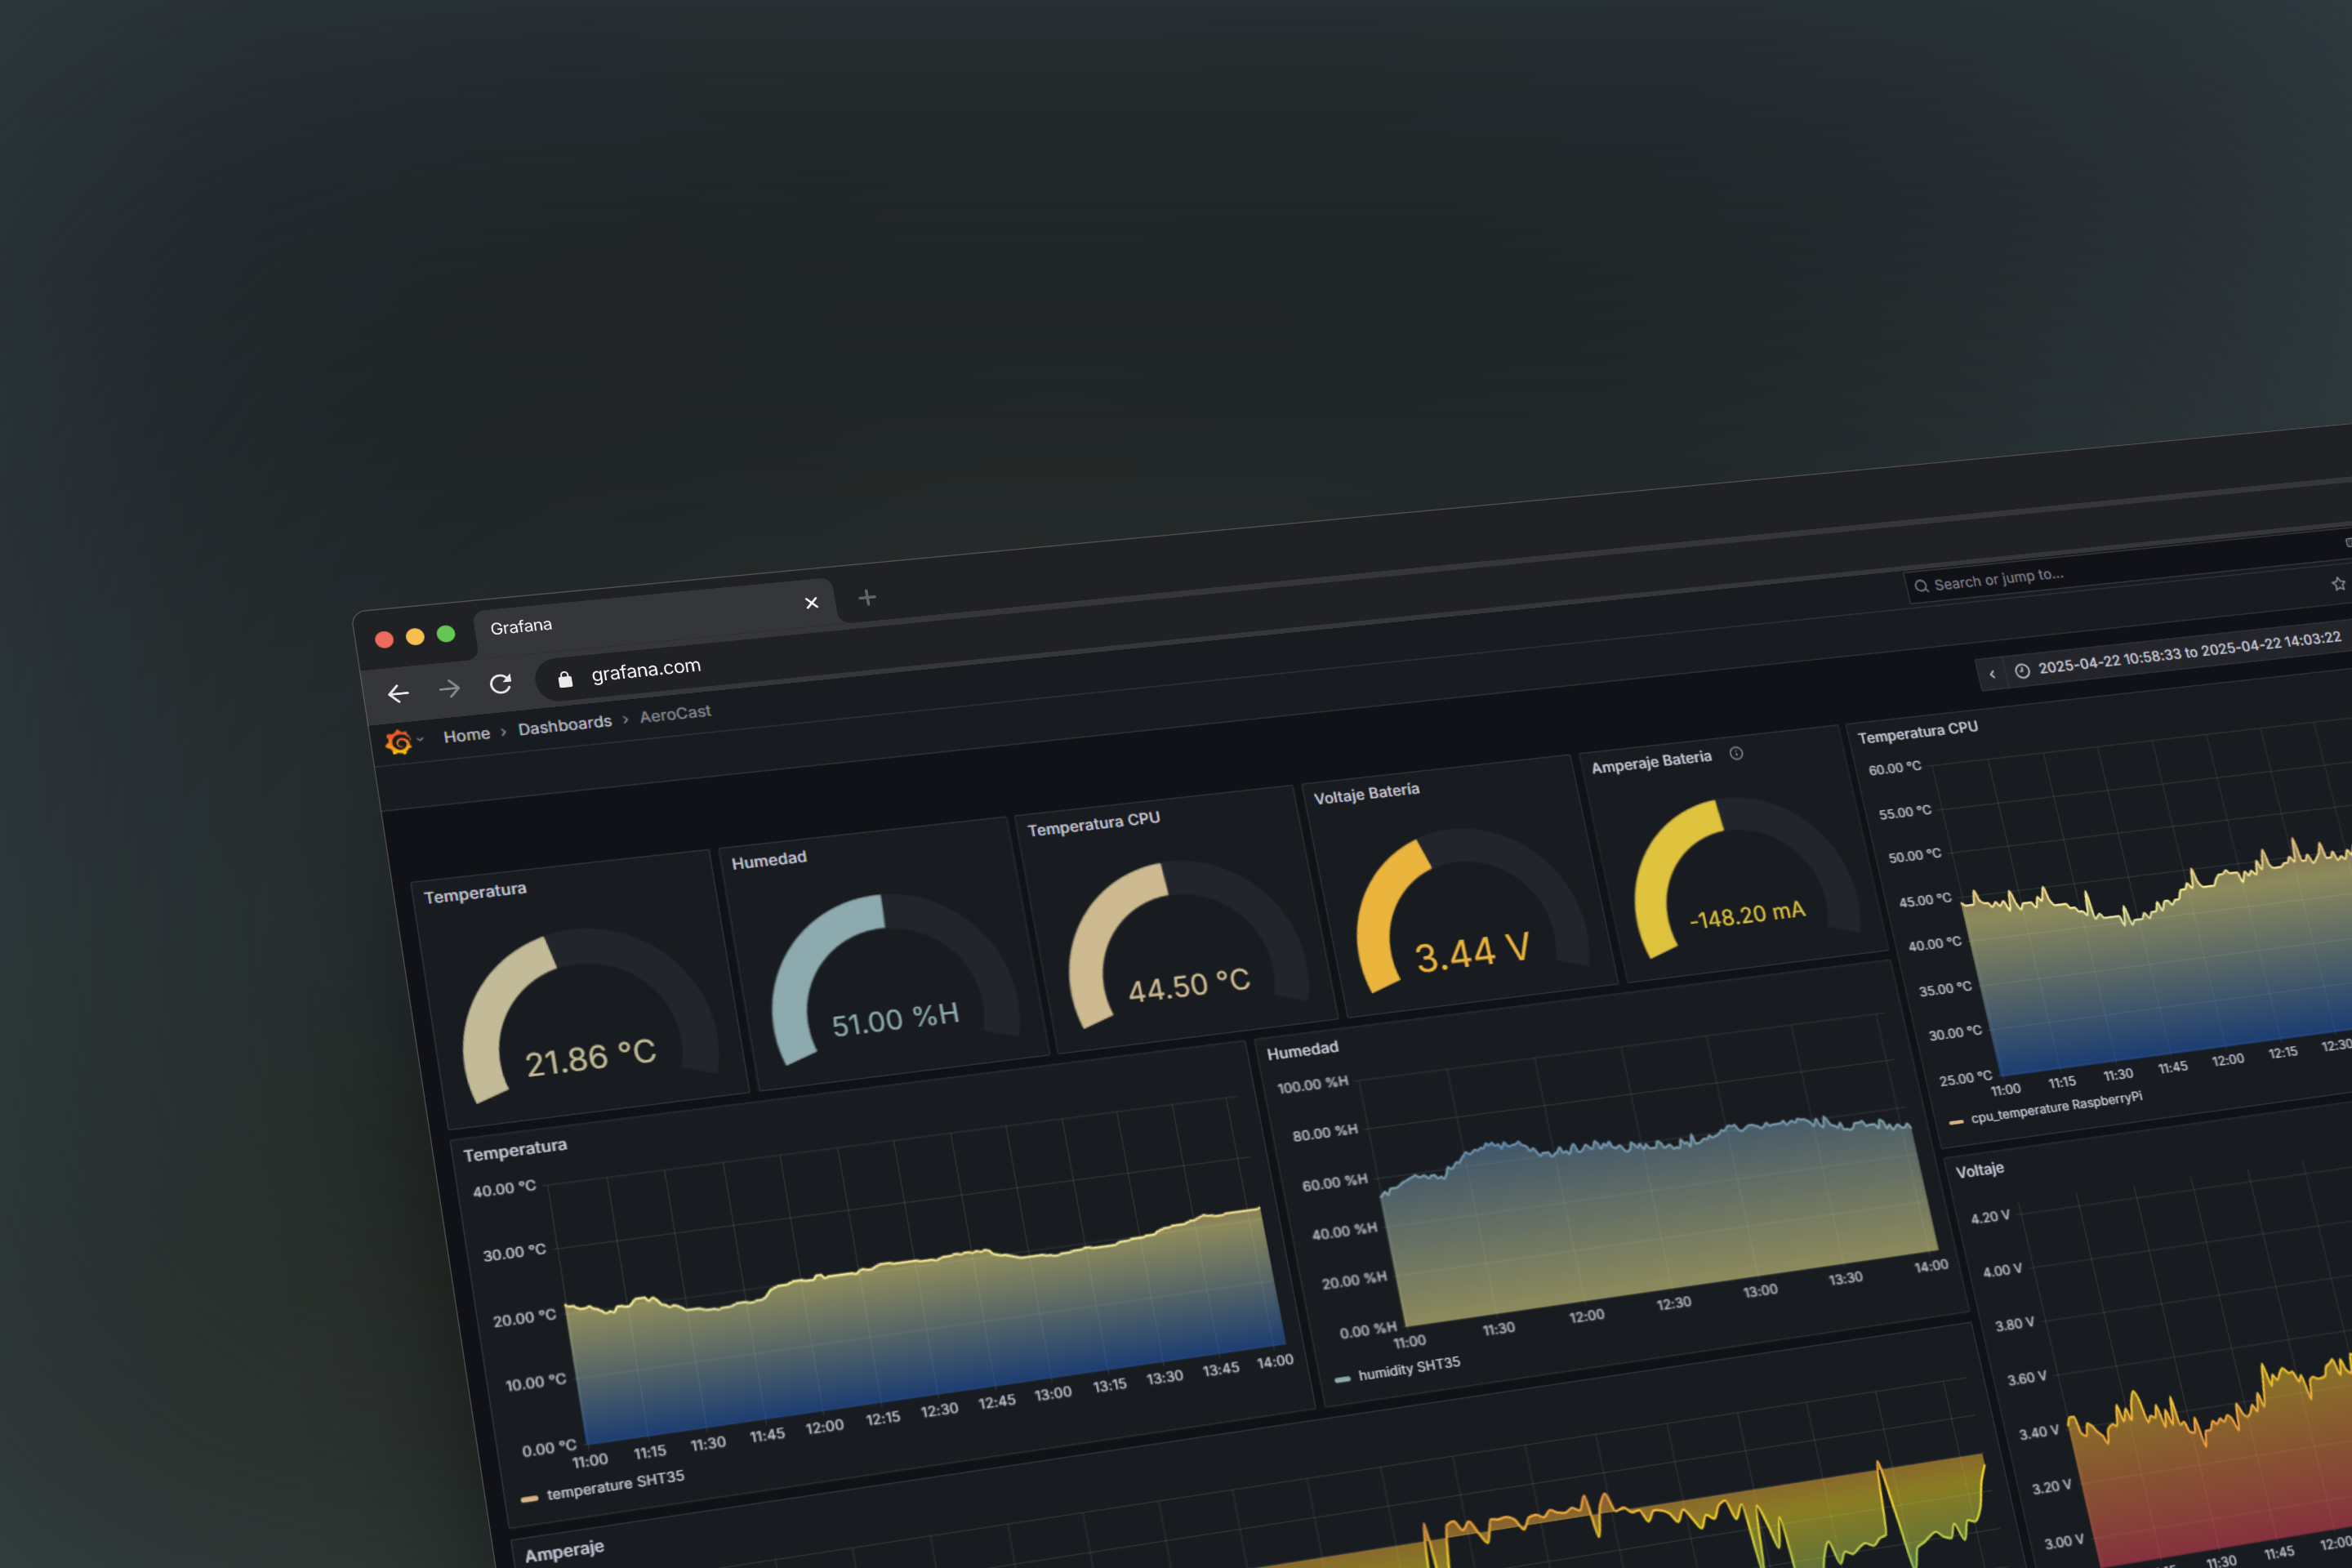 Grafana
grafana.com
Home › Dashboards › AeroCast
Search or jump to...
2025-04-22 10:58:33 to 2025-04-22 14:03:22
Temperatura
21.86 °C
Humedad
51.00 %H
Temperatura CPU
44.50 °C
Voltaje Bateria
3.44 V
Amperaje Bateria
-148.20 mA
Temperatura CPU
60.00 °C
55.00 °C
50.00 °C
45.00 °C
40.00 °C
35.00 °C
30.00 °C
25.00 °C
11:00 11:15 11:30 11:45 12:00 12:15 12:30
cpu_temperature RaspberryPi
Temperatura
40.00 °C
30.00 °C
20.00 °C
10.00 °C
0.00 °C
11:00 11:15 11:30 11:45 12:00 12:15 12:30 12:45 13:00 13:15 13:30 13:45 14:00
temperature SHT35
Humedad
100.00 %H
80.00 %H
60.00 %H
40.00 %H
20.00 %H
0.00 %H
11:00 11:30 12:00 12:30 13:00 13:30 14:00
humidity SHT35
Voltaje
4.20 V
4.00 V
3.80 V
3.60 V
3.40 V
3.20 V
3.00 V
11:30 11:45 12:00
Amperaje